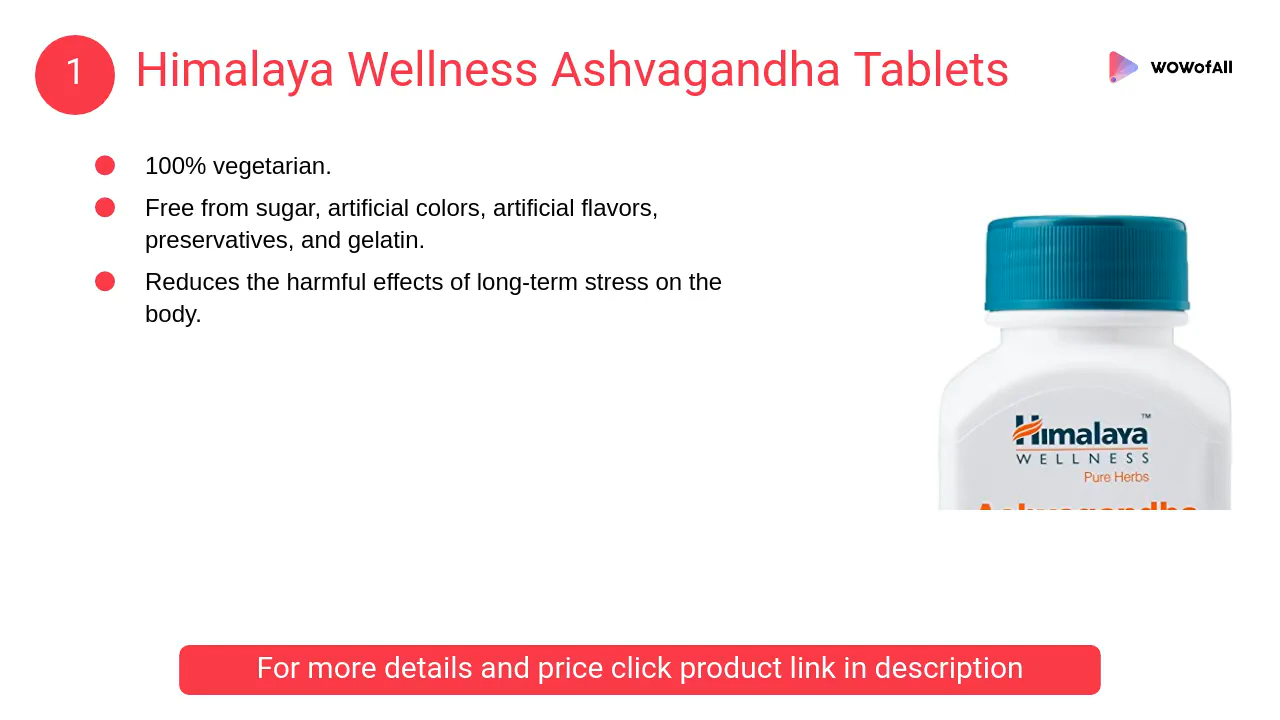 1
Himalaya Wellness Ashvagandha Tablets
WOWofAll
100% vegetarian.
Free from sugar, artificial colors, artificial flavors,
preservatives, and gelatin.
Reduces the harmful effects of long-term stress on the
body.
Himalaya™
WELLNESS
Pure Herbs
Ashvagandha
For more details and price click product link in description